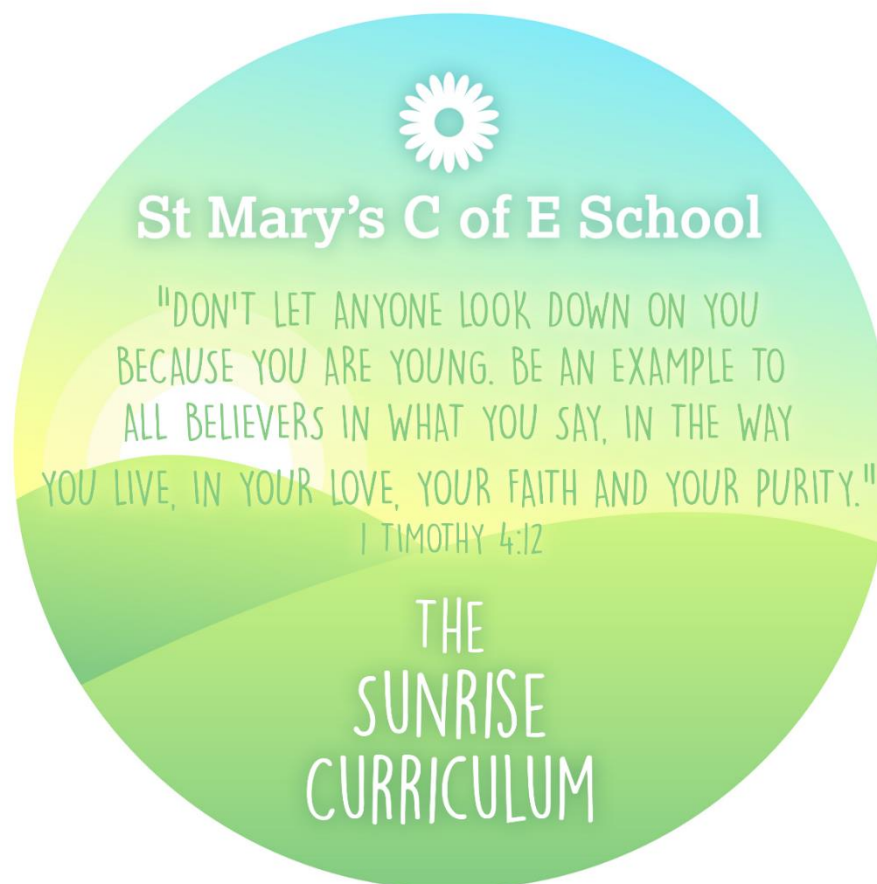 St Mary's C of E School
"DON'T LET ANYONE LOOK DOWN ON YOU
BECAUSE YOU ARE YOUNG. BE AN EXAMPLE TO
ALL BELIEVERS IN WHAT YOU SAY, IN THE WAY
YOU LIVE, IN YOUR LOVE, YOUR FAITH AND YOUR PURITY."
1 TIMOTHY 4:12
THE
SUNRISE
CURRICULUM